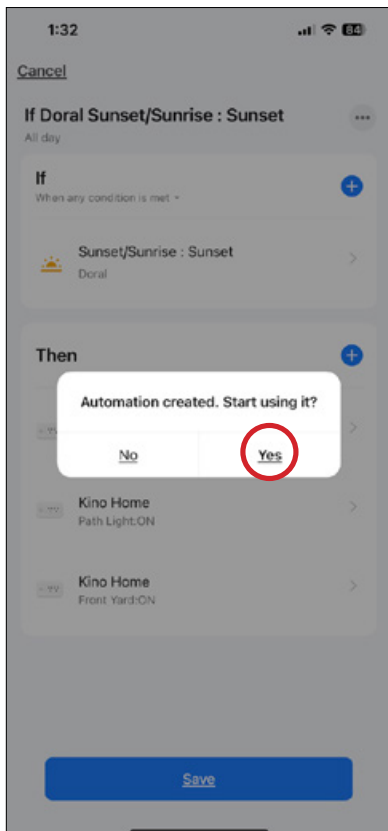 1:32
64
Cancel
If Doral Sunset/Sunrise : Sunset
All day
If
When any condition is met
Sunset/Sunrise : Sunset
Doral
Then
Automation created. Start using it?
No
Yes
Kino Home
Path Light:ON
Kino Home
Front Yard:ON
Save